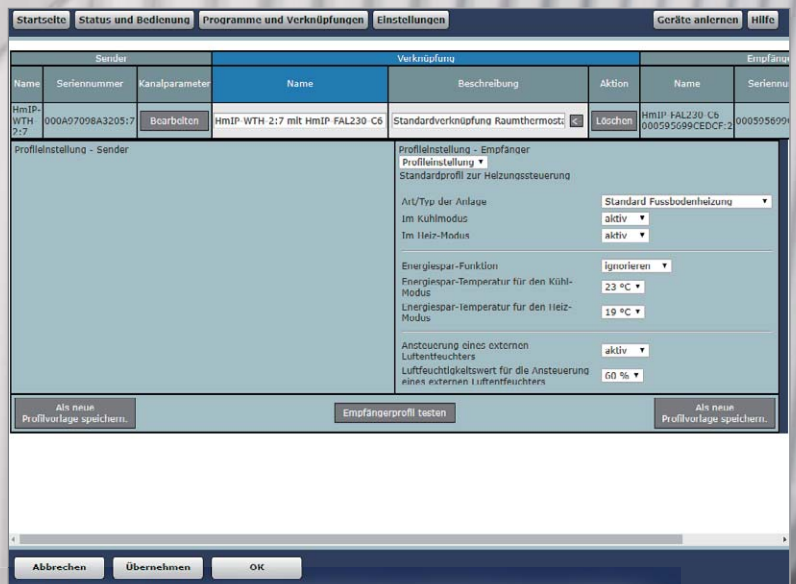 Startseite Status und Bedienung Programme und Verknüpfungen Einstellungen Geräte anlernen Hilfe
Sender Verknüpfung Empfänge
Name Seriennummer Kanalparameter Name Beschreibung Aktion Name Seriennu
HmIP-WTH-2:7 000A97098A3205:7 Bearbeiten HmIP-WTH-2:7 mit HmIP-FAL230-C6 Standardverknüpfung Raumthermosta < Löschen HmIP-FAL230-C6 000595699CEDCF:2 000595699
Profileinstellung - Sender
Profileinstellung - Empfänger
Profileinstellung
Standardprofil zur Heizungssteuerung
Art/Typ der Anlage Standard Fussbodenheizung
Im Kühlmodus aktiv
Im Heiz-Modus aktiv
Energiespar-Funktion ignorieren
Energiespar-Temperatur für den Kühl-
Modus 23 °C
Energiespar-Temperatur für den Heiz-
Modus 19 °C
Ansteuerung eines externen
Luftentfeuchters aktiv
Luftfeuchtigkeitswert für die Ansteuerung
eines externen Luftentfeuchters 60 %
Als neue
Profilvorlage speichern.
Empfängerprofil testen
Als neue
Profilvorlage speichern.
Abbrechen Übernehmen OK